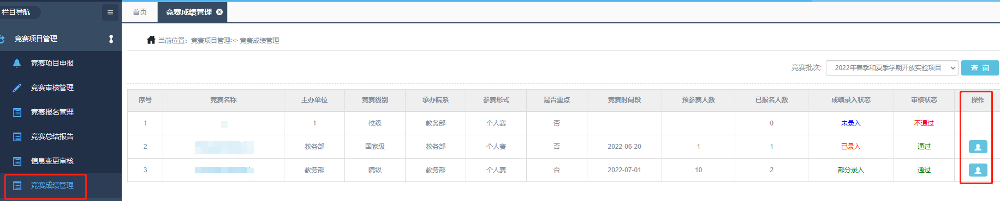 栏目导航
首页
竞赛成绩管理
竞赛项目管理
当前位置：竞赛项目管理>> 竞赛成绩管理
竞赛项目申报
竞赛审核管理
竞赛报名管理
竞赛总结报告
信息变更审核
竞赛成绩管理
竞赛批次: 2022年春季和夏季学期开放实验项目 查 询
序号 竞赛名称 主办单位 竞赛级别 承办院系 参赛形式 是否重点 竞赛时间段 预参赛人数 已报名人数 成绩录入状态 审核状态 操作
1 1 校级 教务部 个人赛 否 0 未录入 不通过
2 教务部 国家级 教务部 个人赛 否 2022-06-20 1 1 已录入 通过
3 教务部 院级 教务部 个人赛 否 2022-07-01 10 2 部分录入 通过